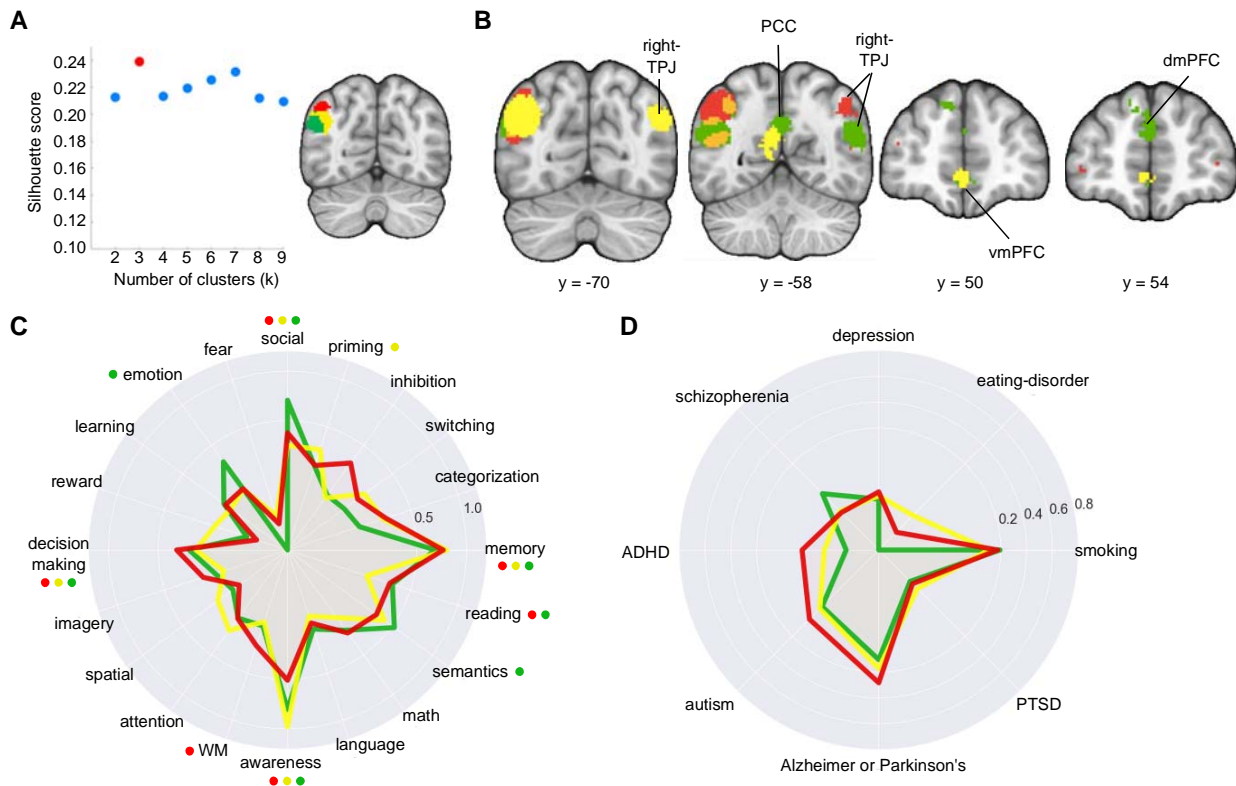 A
Silhouette score
0.24
0.22
0.20
0.18
0.16
0.14
0.12
0.10
2 3 4 5 6 7 8 9
Number of clusters (k)
B
right-
TPJ
PCC
right-
TPJ
dmPFC
vmPFC
y = -70
y = -58
y = 50
y = 54
C
social
fear
priming
emotion
inhibition
learning
switching
reward
categorization
0.5
1.0
decision
making
memory
imagery
reading
spatial
semantics
attention
math
WM
language
awareness
D
depression
eating-disorder
schizopherenia
0.2 0.4 0.6 0.8
ADHD
smoking
autism
PTSD
Alzheimer or Parkinson's